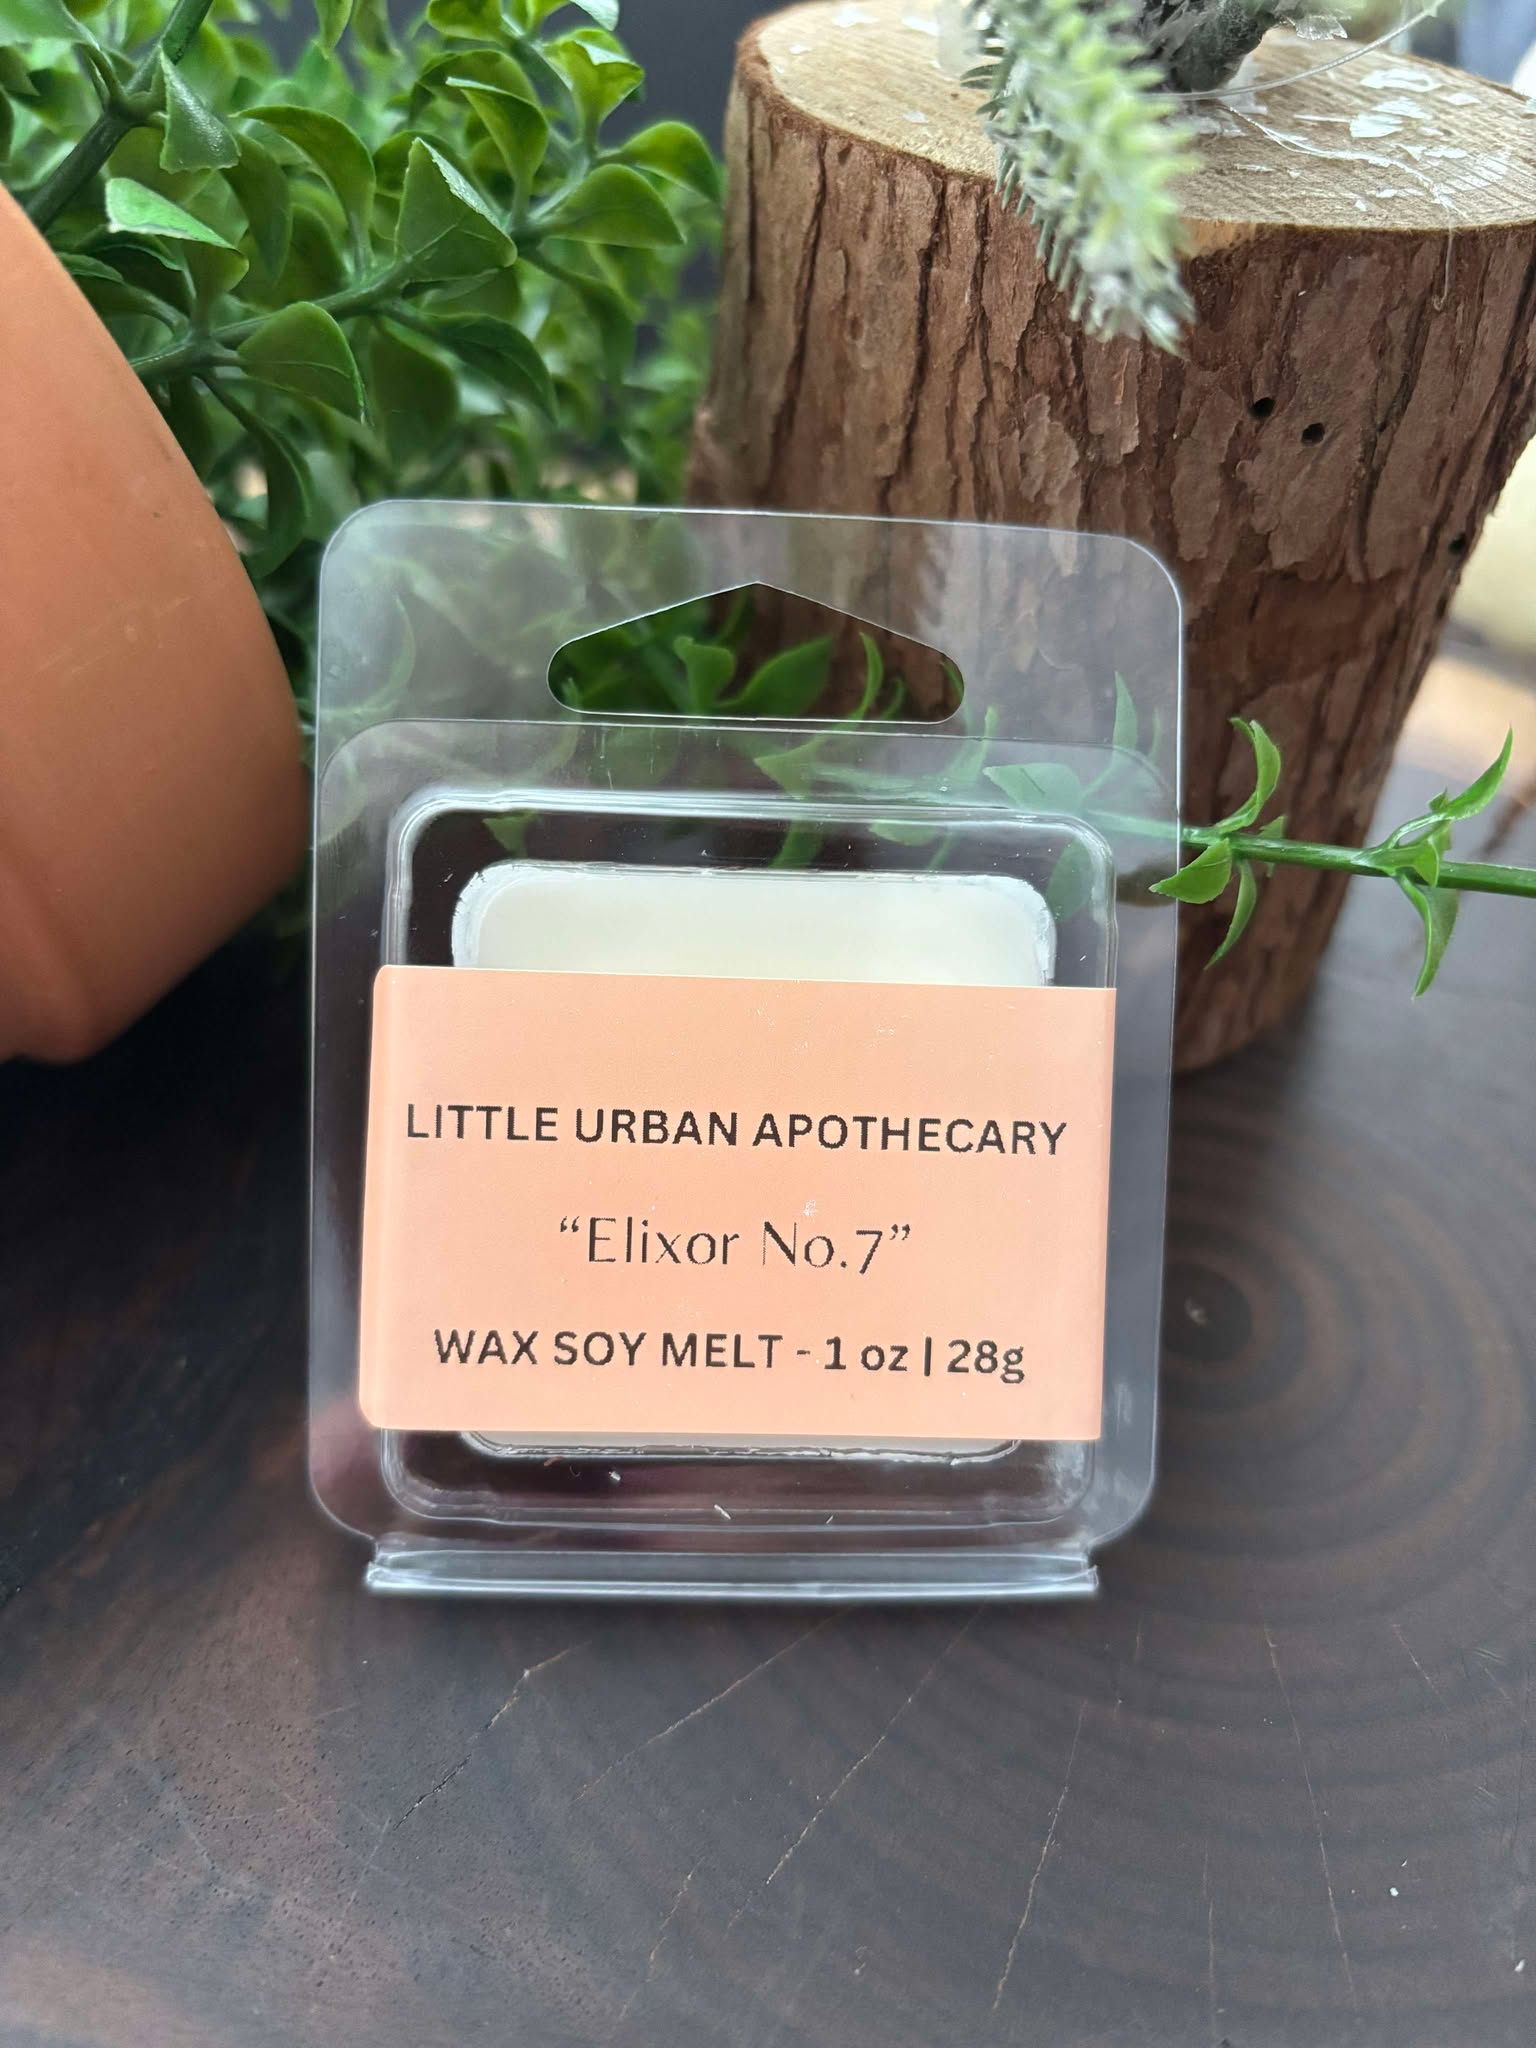 LITTLE URBAN APOTHECARY
“Elixor No.7”
WAX SOY MELT - 1 oz | 28g